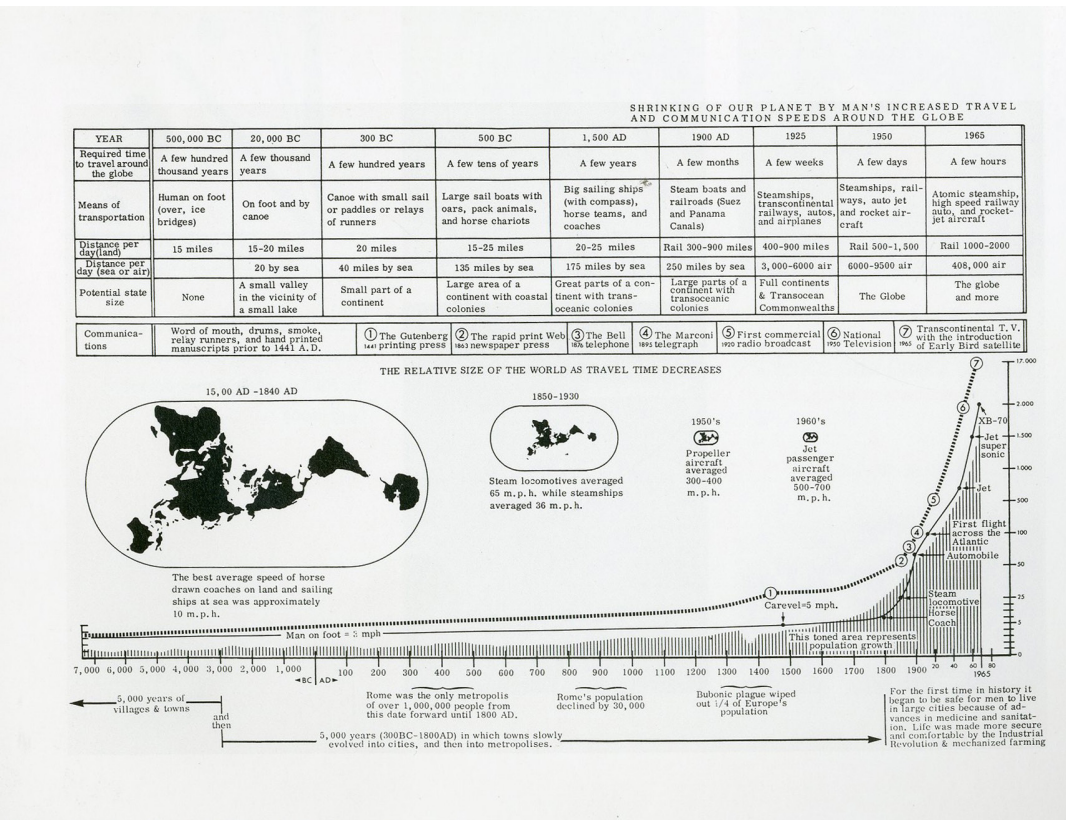 SHRINKING OF OUR PLANET BY MAN'S INCREASED TRAVEL
AND COMMUNICATION SPEEDS AROUND THE GLOBE
YEAR
500,000 BC
20,000 BC
300 BC
500 BC
1,500 AD
1900 AD
1925
1950
1965
Required time
to travel around
the globe
A few hundred
thousand years
A few thousand
years
A few hundred years
A few tens of years
A few years
A few months
A few weeks
A few days
A few hours
Means of
transportation
Human on foot
(over, ice
bridges)
On foot and by
canoe
Canoe with small sail
or paddles or relays
of runners
Large sail boats with
oars, pack animals,
and horse chariots
Big sailing ships
(with compass),
horse teams, and
coaches
Steam boats and
railroads (Suez
and Panama
Canals)
Steamships,
transcontinental
railways, autos,
and airplanes
Steamships, rail-
ways, auto jet
and rocket air-
craft
Atomic steamship,
high speed railway
auto, and rocket-
jet aircraft
Distance per
day(land)
15 miles
15-20 miles
20 miles
15-25 miles
20-25 miles
Rail 300-900 miles
400-900 miles
Rail 500-1,500
Rail 1000-2000
Distance per
day (sea or air)
20 by sea
40 miles by sea
135 miles by sea
175 miles by sea
250 miles by sea
3,000-6000 air
6000-9500 air
408,000 air
Potential state
size
None
A small valley
in the vicinity of
a small lake
Small part of a
continent
Large area of a
continent with coastal
colonies
Great parts of a con-
tinent with trans-
oceanic colonies
Large parts of a
continent with
transoceanic
colonies
Full continents
& Transocean
Commonwealths
The Globe
The globe
and more
Communica-
tions
Word of mouth, drums, smoke,
relay runners, and hand printed
manuscripts prior to 1441 A.D.
① The Gutenberg
1441 printing press
② The rapid print Web
1863 newspaper press
③ The Bell
1876 telephone
④ The Marconi
1895 telegraph
⑤ First commercial
1920 radio broadcast
⑥ National
1950 Television
⑦ Transcontinental T.V.
with the introduction
1965 of Early Bird satellite
THE RELATIVE SIZE OF THE WORLD AS TRAVEL TIME DECREASES
15,00 AD -1840 AD
The best average speed of horse
drawn coaches on land and sailing
ships at sea was approximately
10 m.p.h.
1850-1930
Steam locomotives averaged
65 m.p.h. while steamships
averaged 36 m.p.h.
1950's
Propeller
aircraft
averaged
300-400
m.p.h.
1960's
Jet
passenger
aircraft
averaged
500-700
m.p.h.
⑦
⑥
⑤
④
③
②
①
17,000
2.000
1.500
1.000
500
100
50
25
5
0
XB-70
Jet
super
sonic
Jet
First flight
across the
Atlantic
Automobile
Steam
locomotive
Horse
Coach
Carevel=5 mph.
Man on foot = 3 mph
This toned area represents
population growth
7,000 6,000 5,000 4,000 3,000 2,000 1,000
BC AD
100 200 300 400 500 600 700 800 900 1000 1100 1200 1300 1400 1500 1600 1700 1800 1900 20 40 60 80
1965
5,000 years of
villages & towns
and
then
Rome was the only metropolis
of over 1,000,000 people from
this date forward until 1800 AD.
Rome's population
declined by 30,000
Bubonic plague wiped
out 1/4 of Europe's
population
5,000 years (300BC-1800AD) in which towns slowly
evolved into cities, and then into metropolises.
For the first time in history it
began to be safe for men to live
in large cities because of ad-
vances in medicine and sanitat-
ion. Life was made more secure
and comfortable by the Industrial
Revolution & mechanized farming